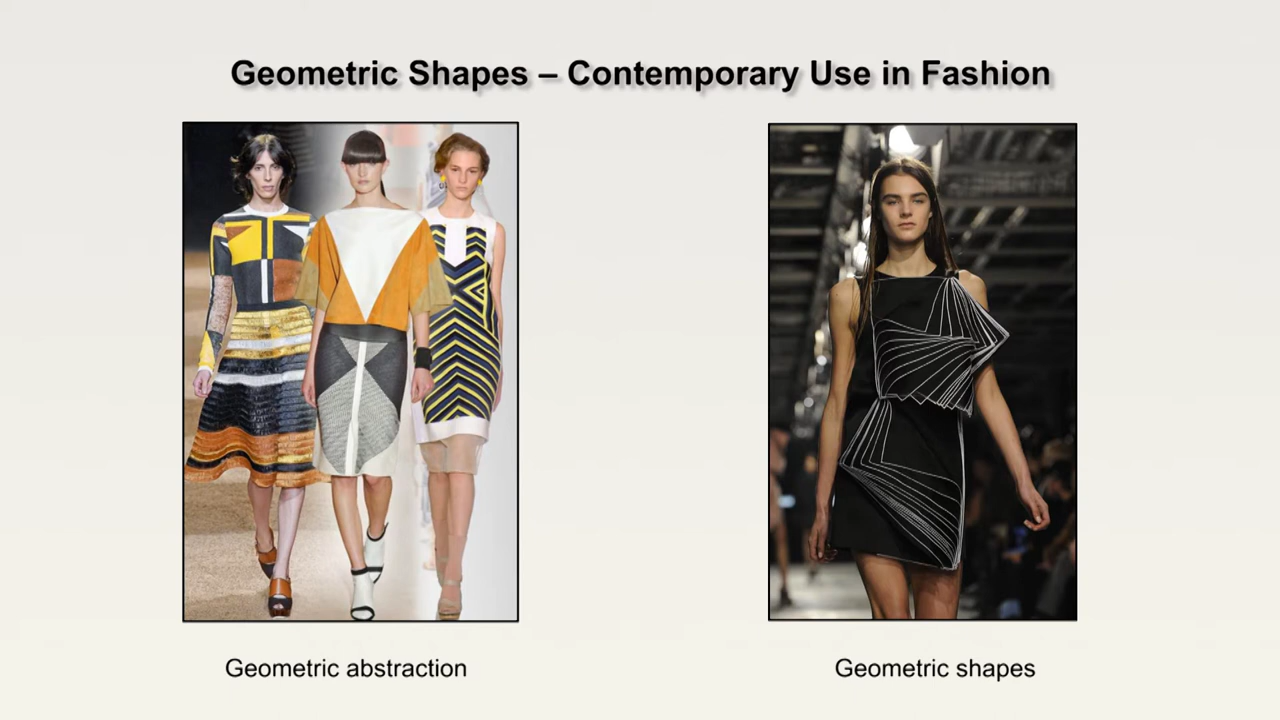 Geometric Shapes – Contemporary Use in Fashion
Geometric abstraction
Geometric shapes